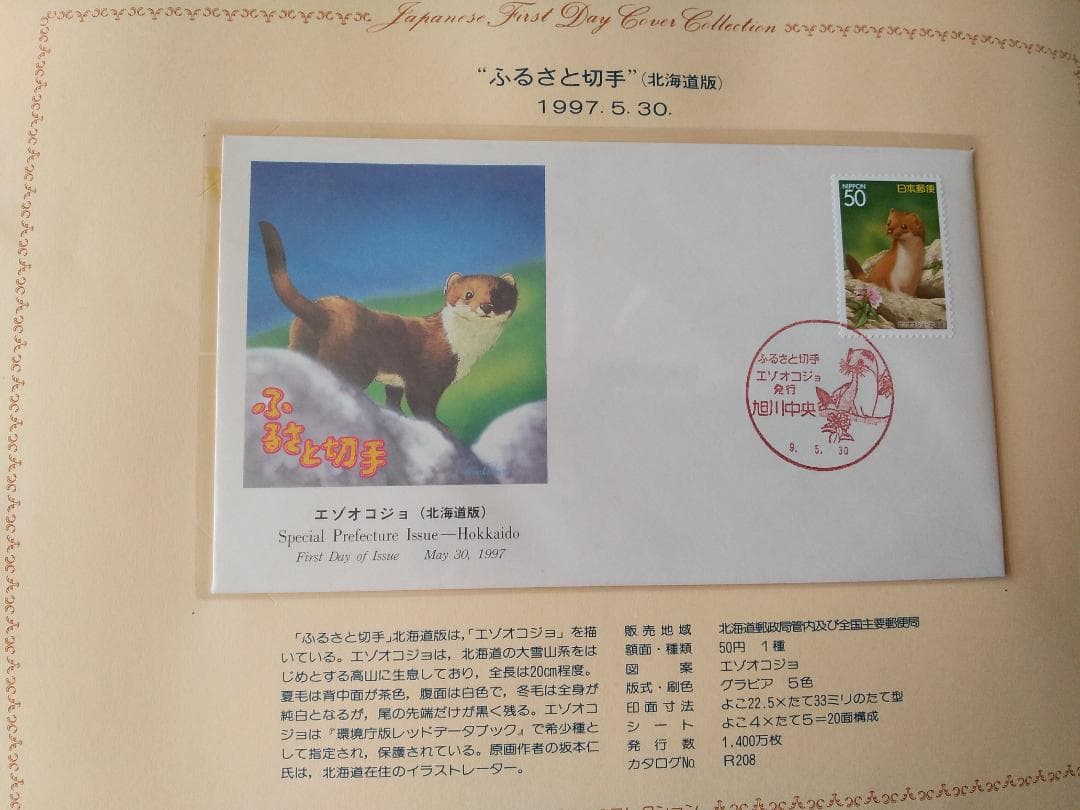 Japanese First Day Cover Collection
“ふるさと切手”(北海道版)
1997. 5. 30.
NIPPON
50
日本郵便
ふるさと切手
エゾオコジョ
発行
旭川中央
9. 5. 30
ふ
るさと切手
エゾオコジョ(北海道版)
Special Prefecture Issue—Hokkaido
First Day of Issue May 30, 1997
「ふるさと切手」北海道版は,「エゾオコジョ」を描
いている。エゾオコジョは, 北海道の大雪山系をは
じめとする高山に生息しており, 全長は20cm程度。
夏毛は背中面が茶色, 腹面は白色で, 冬毛は全身が
純白となるが, 尾の先端だけが黒く残る。エゾオコ
ジョは『環境庁版レッドデータブック』で希少種と
して指定され, 保護されている。原画作者の坂本仁
氏は, 北海道在住のイラストレーター。
販売地域 北海道郵政局管内及び全国主要郵便局
額面・種類 50円 1種
図案 エゾオコジョ
版式・刷色 グラビア 5色
印面寸法 よこ22.5×たて33ミリのたて型
シート よこ4×たて5=20面構成
発行数 1,400万枚
カタログNo. R208